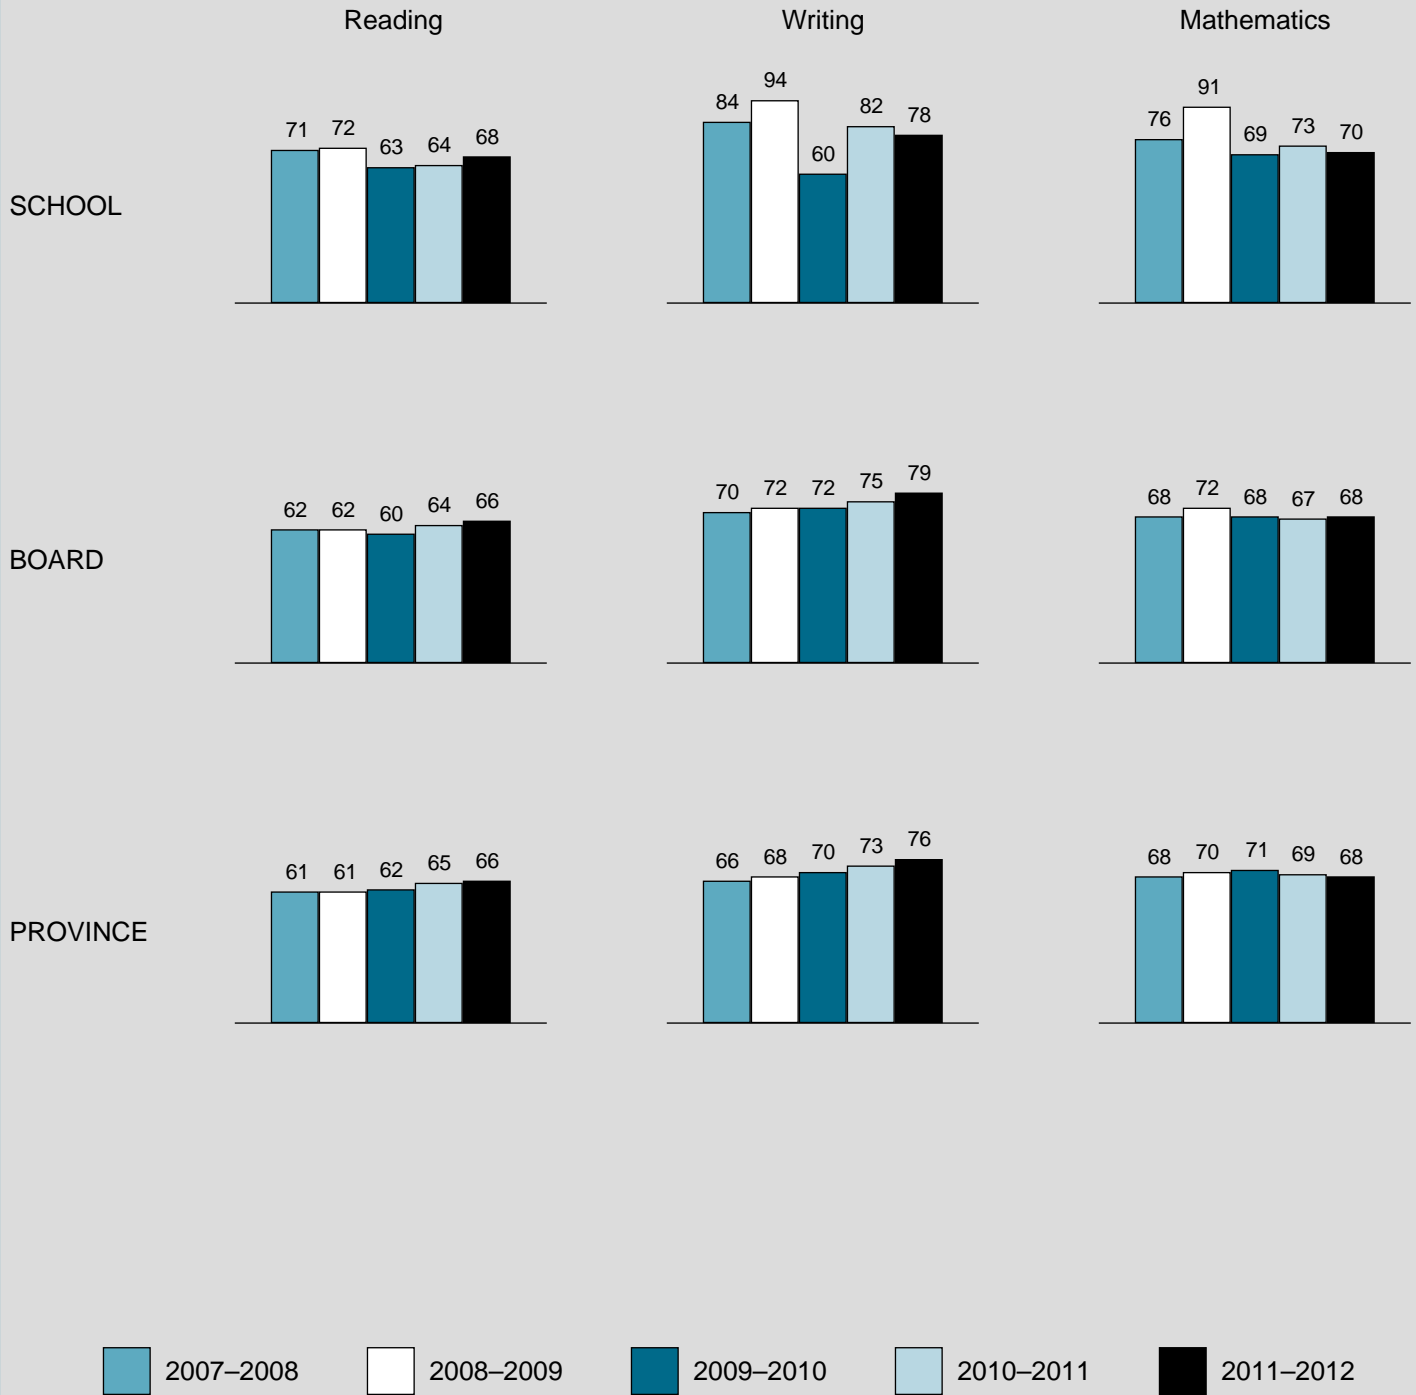 Reading Writing Mathematics
SCHOOL
71 72 63 64 68
84 94 60 82 78
76 91 69 73 70
BOARD
62 62 60 64 66
70 72 72 75 79
68 72 68 67 68
PROVINCE
61 61 62 65 66
66 68 70 73 76
68 70 71 69 68
2007–2008 2008–2009 2009–2010 2010–2011 2011–2012